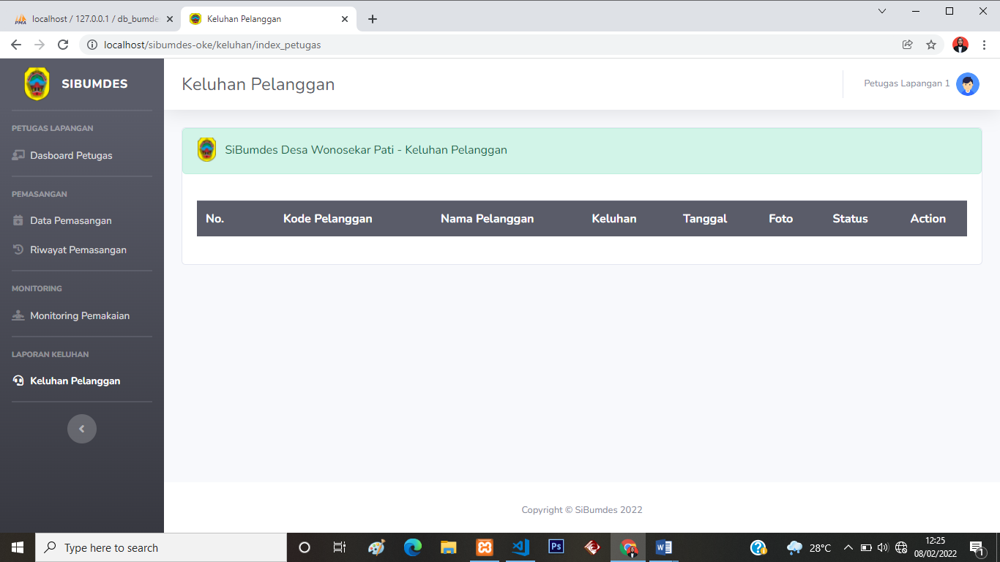 localhost / 127.0.0.1 / db_bumde
Keluhan Pelanggan
localhost/sibumdes-oke/keluhan/index_petugas
SIBUMDES
PETUGAS LAPANGAN
Dasboard Petugas
PEMASANGAN
Data Pemasangan
Riwayat Pemasangan
MONITORING
Monitoring Pemakaian
LAPORAN KELUHAN
Keluhan Pelanggan
Keluhan Pelanggan
Petugas Lapangan 1
SiBumdes Desa Wonosekar Pati - Keluhan Pelanggan
No. Kode Pelanggan Nama Pelanggan Keluhan Tanggal Foto Status Action
Copyright © SiBumdes 2022
Type here to search
Ps
28°C
12:25
08/02/2022
1